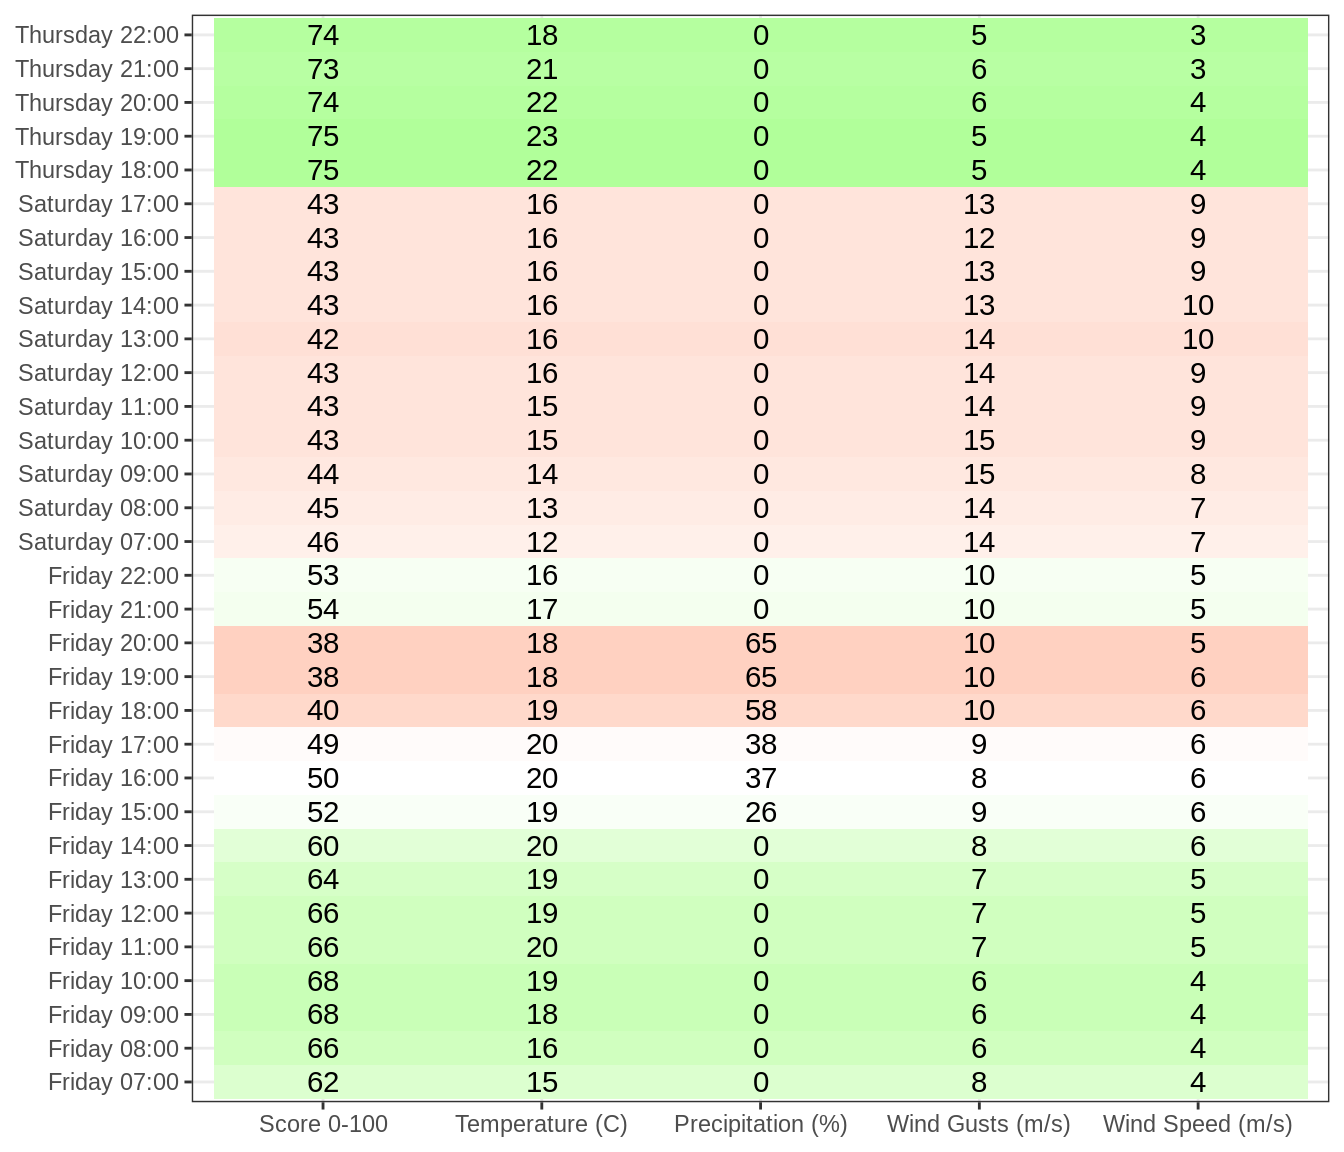 Thursday 22:00 74 18 0 5 3
Thursday 21:00 73 21 0 6 3
Thursday 20:00 74 22 0 6 4
Thursday 19:00 75 23 0 5 4
Thursday 18:00 75 22 0 5 4
Saturday 17:00 43 16 0 13 9
Saturday 16:00 43 16 0 12 9
Saturday 15:00 43 16 0 13 9
Saturday 14:00 43 16 0 13 10
Saturday 13:00 42 16 0 14 10
Saturday 12:00 43 16 0 14 9
Saturday 11:00 43 15 0 14 9
Saturday 10:00 43 15 0 15 9
Saturday 09:00 44 14 0 15 8
Saturday 08:00 45 13 0 14 7
Saturday 07:00 46 12 0 14 7
Friday 22:00 53 16 0 10 5
Friday 21:00 54 17 0 10 5
Friday 20:00 38 18 65 10 5
Friday 19:00 38 18 65 10 6
Friday 18:00 40 19 58 10 6
Friday 17:00 49 20 38 9 6
Friday 16:00 50 20 37 8 6
Friday 15:00 52 19 26 9 6
Friday 14:00 60 20 0 8 6
Friday 13:00 64 19 0 7 5
Friday 12:00 66 19 0 7 5
Friday 11:00 66 20 0 7 5
Friday 10:00 68 19 0 6 4
Friday 09:00 68 18 0 6 4
Friday 08:00 66 16 0 6 4
Friday 07:00 62 15 0 8 4
Score 0-100 Temperature (C) Precipitation (%) Wind Gusts (m/s) Wind Speed (m/s)